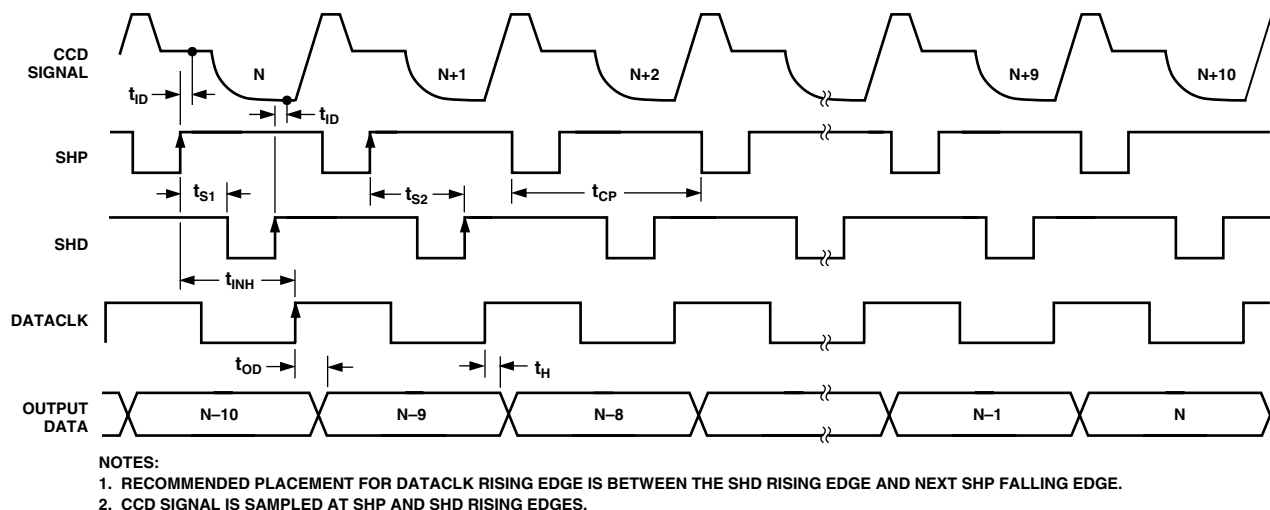 CCD
SIGNAL
N
N+1
N+2
N+9
N+10
tID
tID
SHP
tS1
tS2
tCP
SHD
tINH
DATACLK
tOD
tH
OUTPUT
DATA
N–10
N–9
N–8
N–1
N
NOTES:
1. RECOMMENDED PLACEMENT FOR DATACLK RISING EDGE IS BETWEEN THE SHD RISING EDGE AND NEXT SHP FALLING EDGE.
2. CCD SIGNAL IS SAMPLED AT SHP AND SHD RISING EDGES.